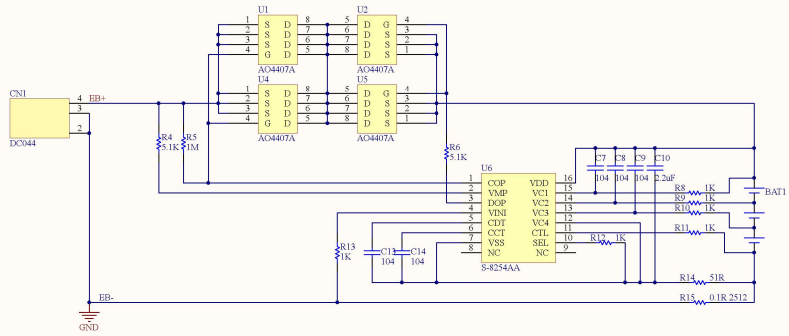 U1 U2
1 S D 8 5 D G 4
2 S D 7 6 D S 3
3 S D 6 7 D S 2
4 G D 5 8 D S 1
AO4407A AO4407A
U4 U5
1 S D 8 5 D G 4
2 S D 7 6 D S 3
3 S D 6 7 D S 2
4 G D 5 8 D S 1
AO4407A AO4407A
CN1
4 EB+
3
2
DC044
R4
5.1K
R5
1M
R6
5.1K
U6
1 COP VDD 16
2 VMP VC1 15
3 DOP VC2 14
4 VINI VC3 13
5 CDT VC4 12
6 CCT CTL 11
7 VSS SEL 10
8 NC NC 9
S-8254AA
C7 C8 C9 C10
104 104 104 2.2uF
R8 1K
BAT1
R9 1K
R10 1K
R11 1K
R12 1K
R13
1K
C13 C14
104 104
R14 51R
R15 0.1R 2512
EB-
GND